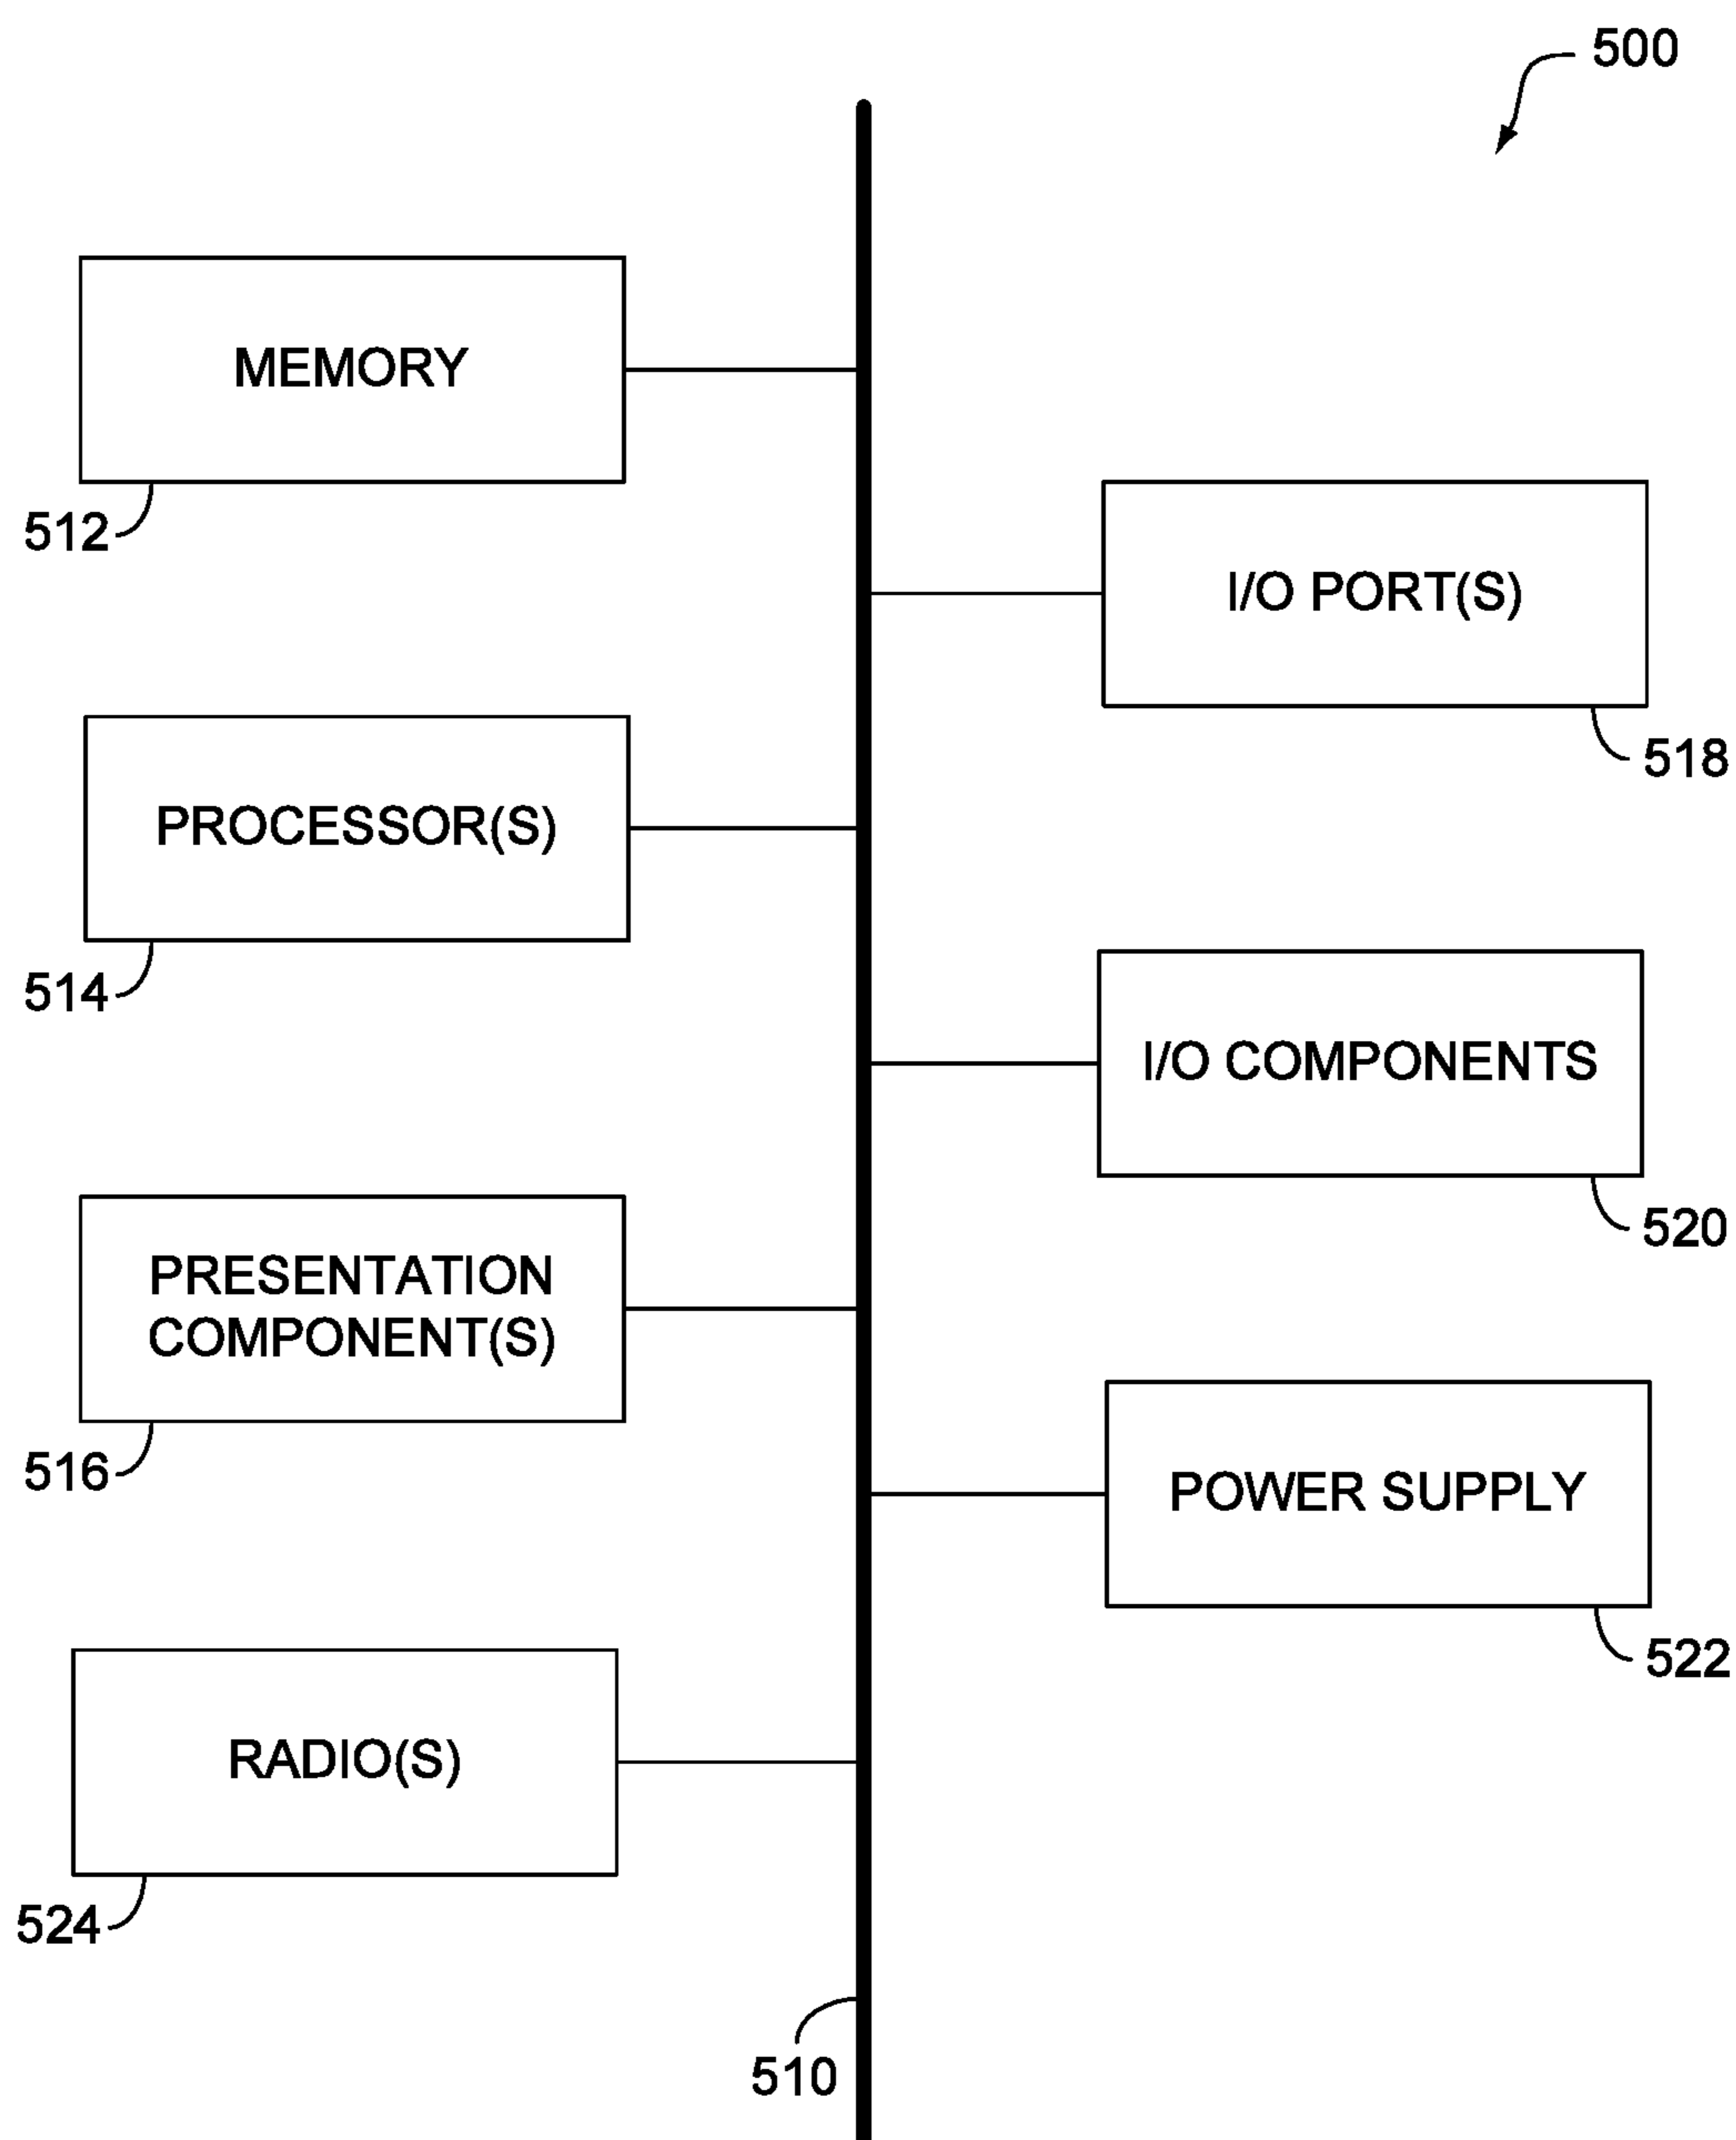 500
MEMORY
512
I/O PORT(S)
518
PROCESSOR(S)
514
I/O COMPONENTS
520
PRESENTATION
COMPONENT(S)
516
POWER SUPPLY
522
RADIO(S)
524
510